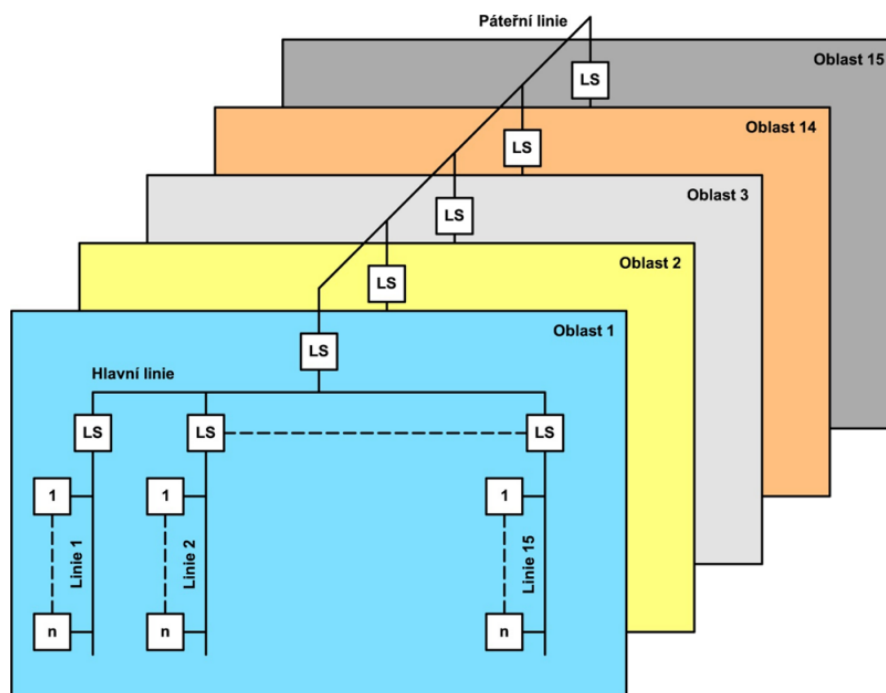 Páteřní linie
Oblast 15
LS
Oblast 14
LS
Oblast 3
LS
Oblast 2
LS
Oblast 1
LS
Hlavní linie
LS LS LS
1 1 1
Linie 1 Linie 2 Linie 15
n n n